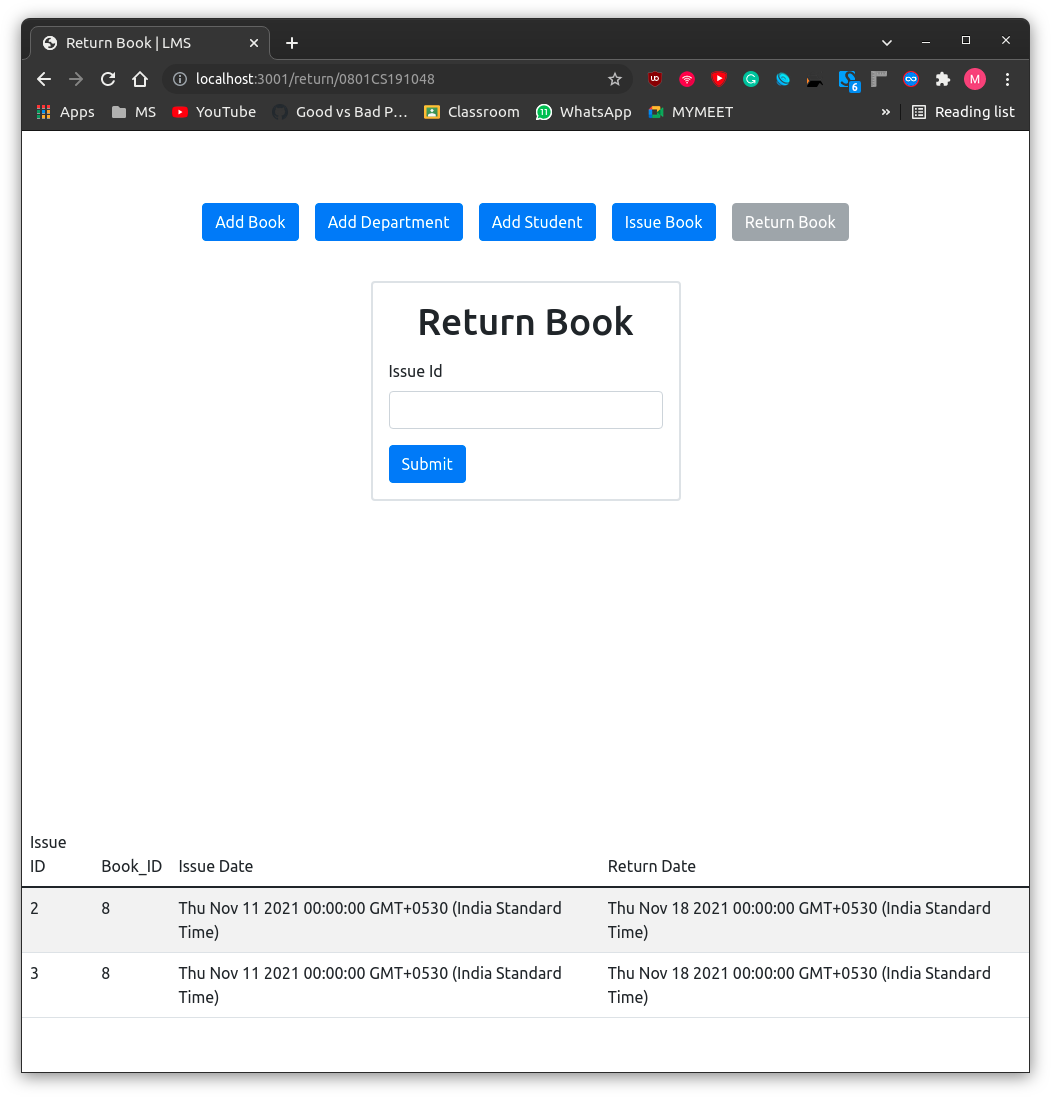 Return Book | LMS
localhost:3001/return/0801CS191048
6
M
Apps MS YouTube Good vs Bad P… Classroom 11 WhatsApp MYMEET » Reading list
Add Book Add Department Add Student Issue Book Return Book
Return Book
Issue Id
Submit
Issue
ID Book_ID Issue Date Return Date
2 8 Thu Nov 11 2021 00:00:00 GMT+0530 (India Standard Thu Nov 18 2021 00:00:00 GMT+0530 (India Standard
Time) Time)
3 8 Thu Nov 11 2021 00:00:00 GMT+0530 (India Standard Thu Nov 18 2021 00:00:00 GMT+0530 (India Standard
Time) Time)